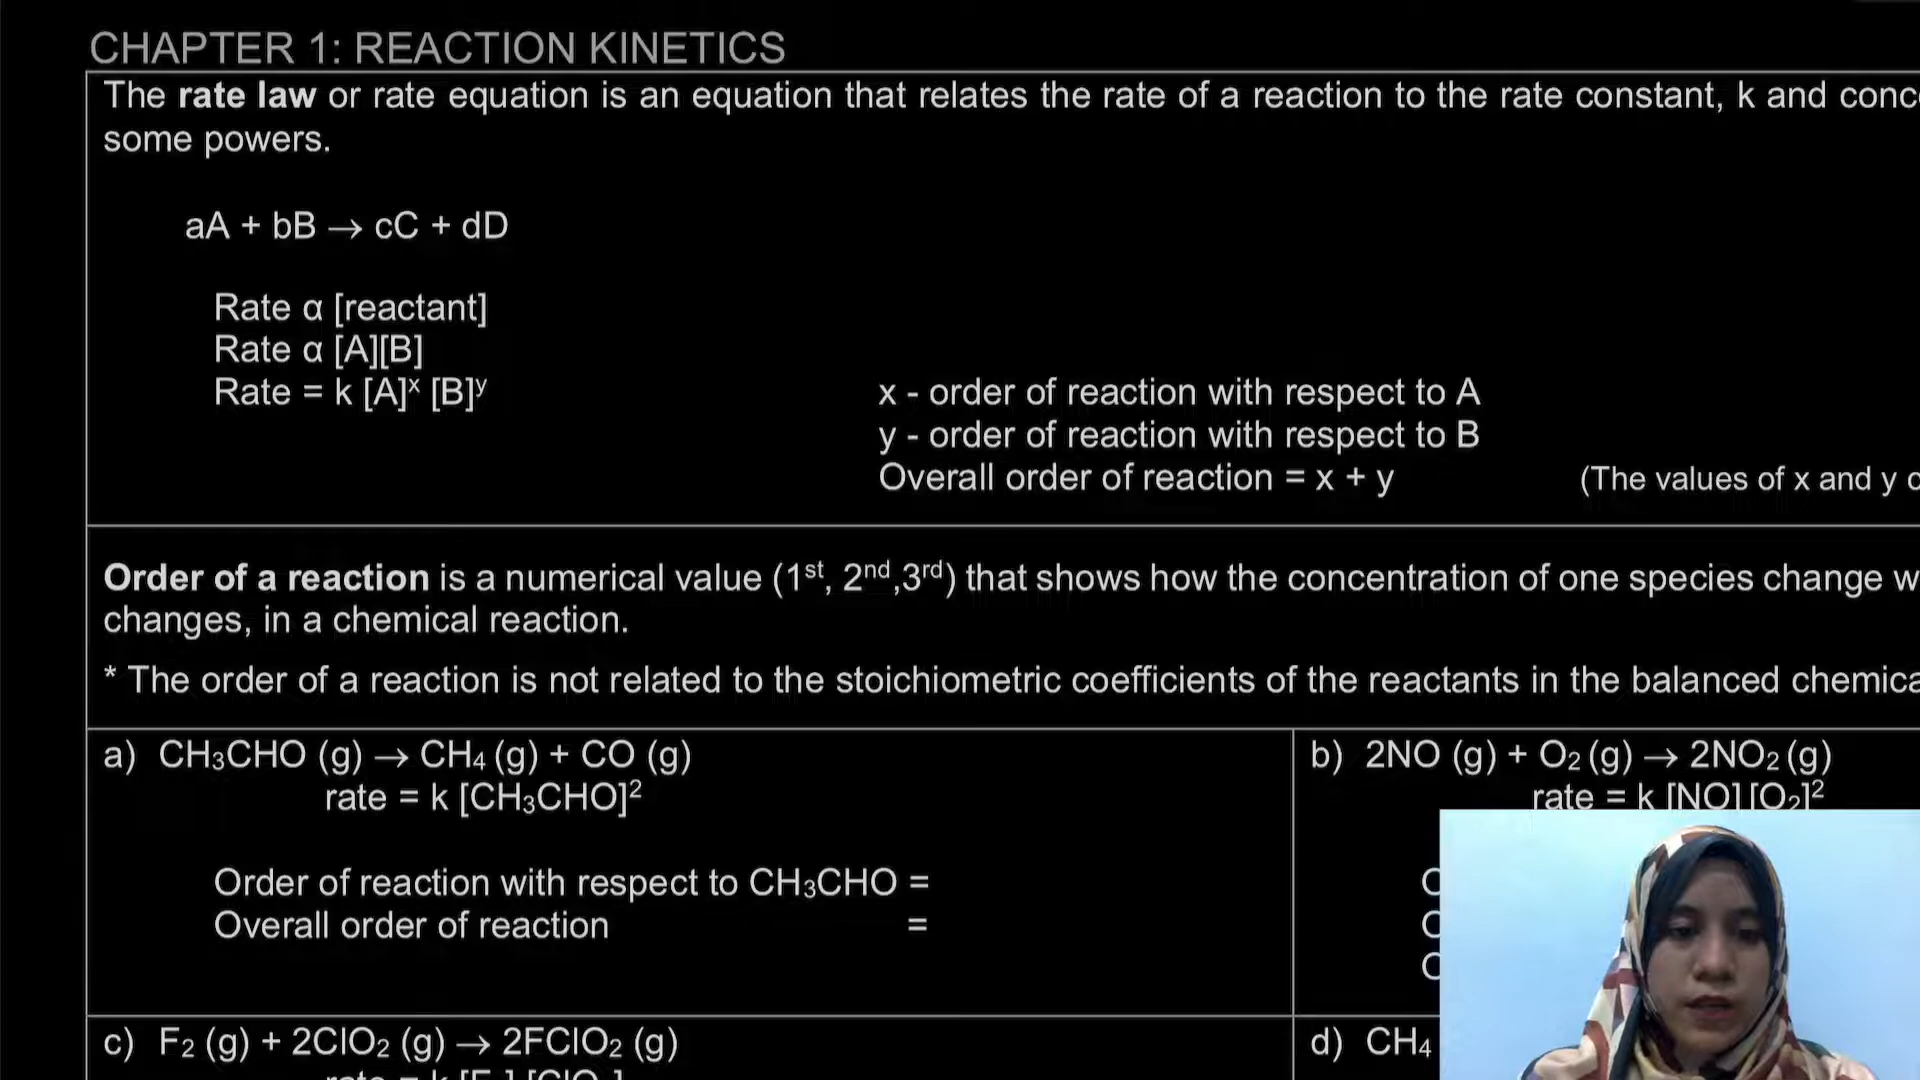 CHAPTER 1: REACTION KINETICS
The rate law or rate equation is an equation that relates the rate of a reaction to the rate constant, k and
some powers.
aA + bB → cC + dD
Rate α [reactant]
Rate α [A][B]
Rate = k [A]ˣ [B]ʸ
x - order of reaction with respect to A
y - order of reaction with respect to B
Overall order of reaction = x + y (The values of x and y
Order of a reaction is a numerical value (1ˢᵗ, 2ⁿᵈ,3ʳᵈ) that shows how the concentration of one species change
changes, in a chemical reaction.
* The order of a reaction is not related to the stoichiometric coefficients of the reactants in the balanced
a) CH₃CHO (g) → CH₄ (g) + CO (g)
rate = k [CH₃CHO]²
Order of reaction with respect to CH₃CHO =
Overall order of reaction =
b) 2NO (g) + O₂ (g) → 2NO₂ (g)
rate = k [NO] [O₂]²
c) F₂ (g) + 2ClO₂ (g) → 2FClO₂ (g)
d) CH₄